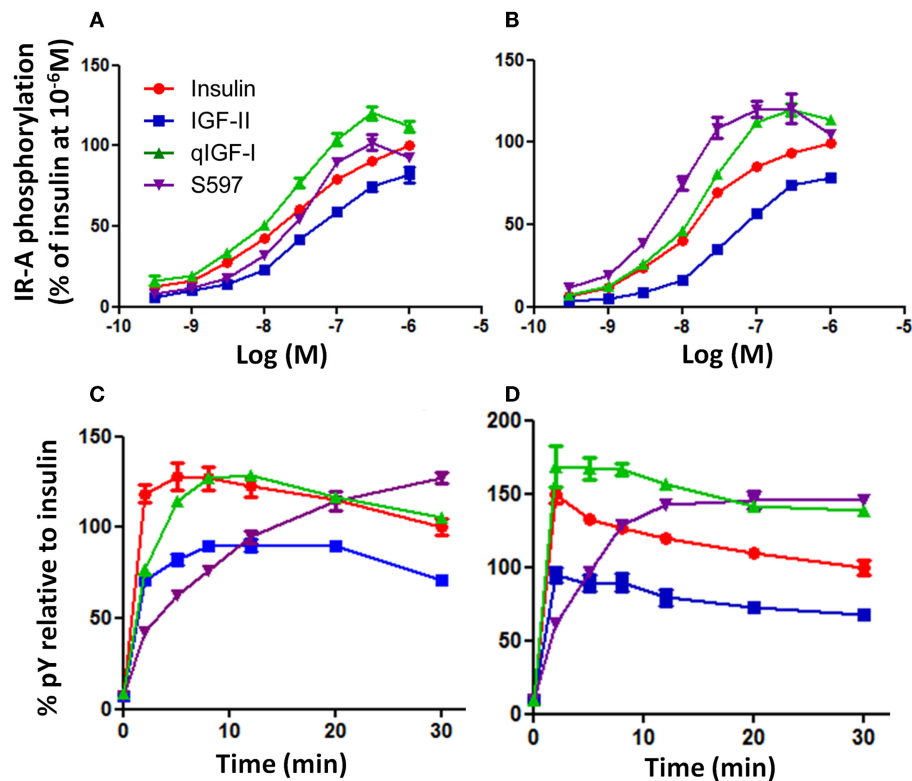 A
IR-A phosphorylation
(% of insulin at 10⁻⁶M)
150
100
50
0
-10
-9
-8
-7
-6
-5
Log (M)
Insulin
IGF-II
qIGF-I
S597
B
150
100
50
0
-10
-9
-8
-7
-6
-5
Log (M)
C
% pY relative to insulin
150
100
50
0
0
10
20
30
Time (min)
D
200
150
100
50
0
0
10
20
30
Time (min)